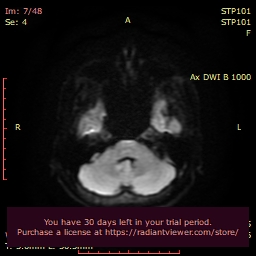 Im: 7/48
Se: 4
A
STP101
STP101
F
Ax DWI B 1000
R
L
You have 30 days left in your trial period.
Purchase a license at https://radiantviewer.com/store/